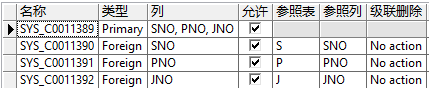 名称 类型 列 允许 参照表 参照列 级联删除
SYS_C0011389 Primary SNO, PNO, JNO
SYS_C0011390 Foreign SNO S SNO No action
SYS_C0011391 Foreign PNO P PNO No action
SYS_C0011392 Foreign JNO J JNO No action